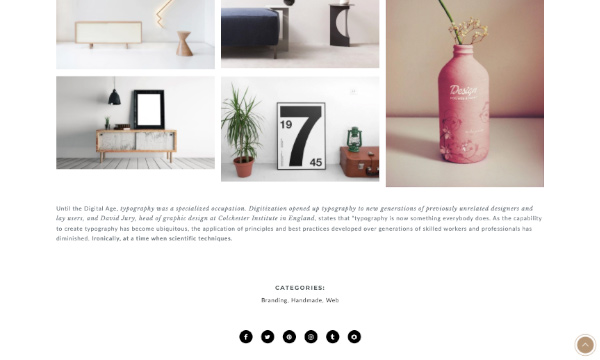 Design
19
7
45
Until the Digital Age, typography was a specialized occupation. Digitization opened up typography to new generations of previously unrelated designers and
lay users, and David Jury, head of graphic design at Colchester Institute in England, states that "typography is now something everybody does. As the capability
to create typography has become ubiquitous, the application of principles and best practices developed over generations of skilled workers and professionals has
diminished. Ironically, at a time when scientific techniques.
CATEGORIES:
Branding, Handmade, Web